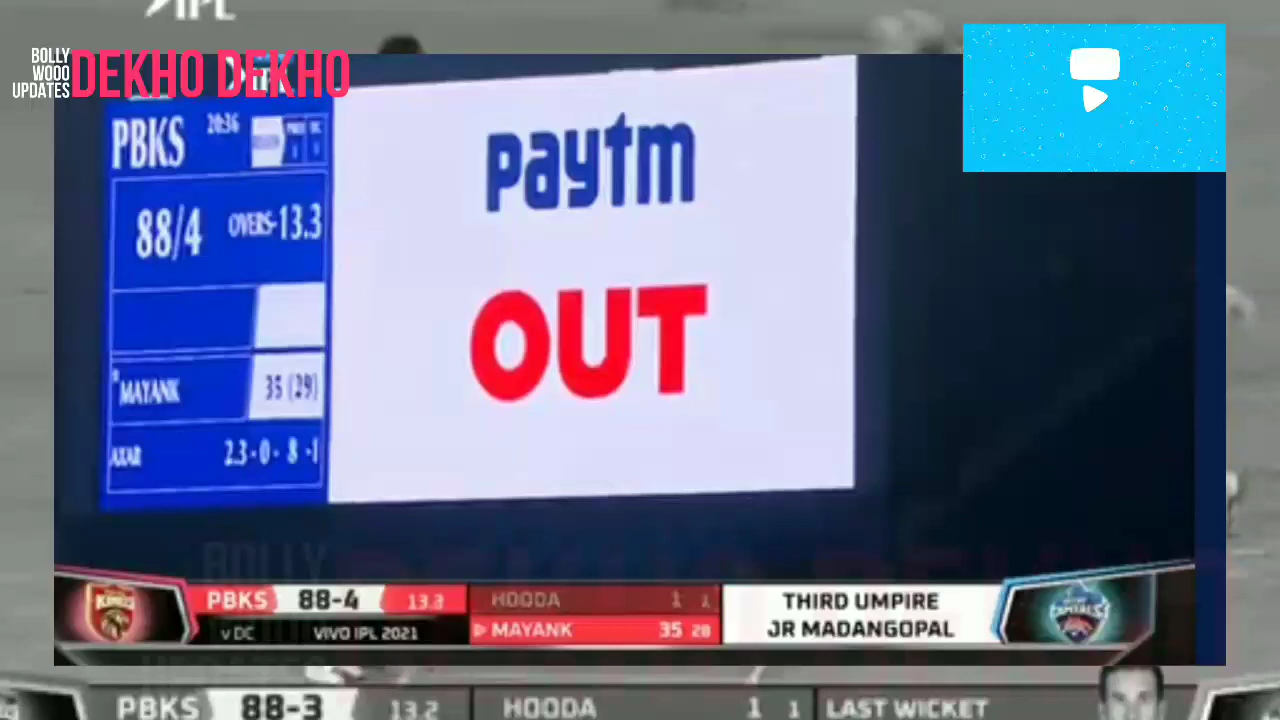 IPL
BOLLY
WOOD
UPDATES
DEKHO DEKHO
PBKS
20:36
88/4
OVERS-13.3
MAYANK
35 (29)
AXAR
2.3-0- 8 -1
paytm
OUT
PBKS 88-4 13.3
v DC VIVO IPL 2021
HOODA 1 1
MAYANK 35 28
THIRD UMPIRE
JR MADANGOPAL
KINGS
CAPITALS
PBKS 88-3 13.2 HOODA 1 1 LAST WICKET